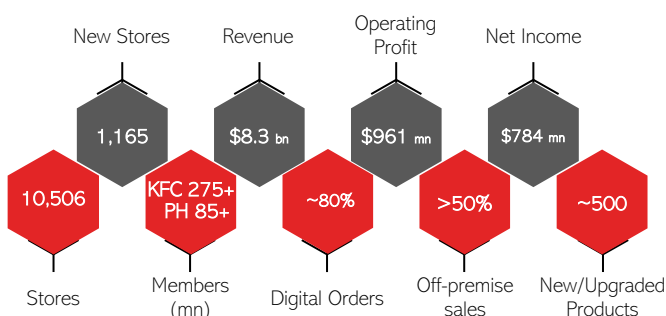 New Stores
Revenue
Operating
Profit
Net Income
1,165
$8.3 bn
$961 mn
$784 mn
10,506
KFC 275+
PH 85+
~80%
>50%
~500
Stores
Members
(mn)
Digital Orders
Off-premise
sales
New/Upgraded
Products